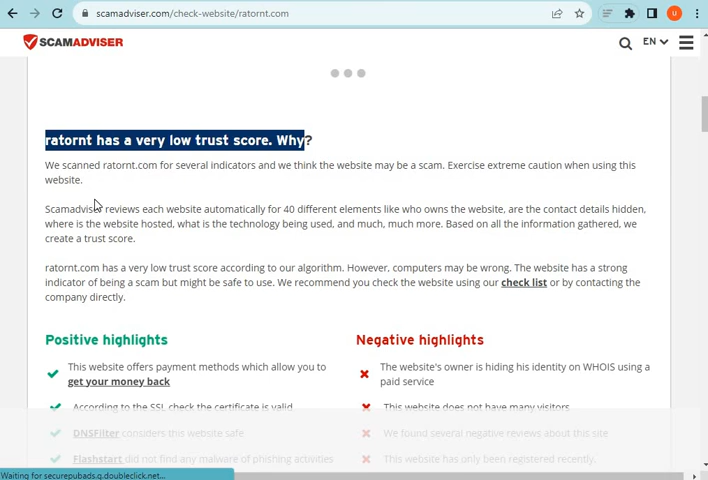 scamadviser.com/check-website/ratornt.com
SCAMADVISER
EN
ratornt has a very low trust score. Why?
We scanned ratornt.com for several indicators and we think the website may be a scam. Exercise extreme caution when using this
website.
Scamadviser reviews each website automatically for 40 different elements like who owns the website, are the contact details hidden,
where is the website hosted, what is the technology being used, and much, much more. Based on all the information gathered, we
create a trust score.
ratornt.com has a very low trust score according to our algorithm. However, computers may be wrong. The website has a strong
indicator of being a scam but might be safe to use. We recommend you check the website using our check list or by contacting the
company directly.
Positive highlights
This website offers payment methods which allow you to
get your money back
According to the SSL check the certificate is valid
DNSFilter considers this website safe
Flashstart did not find any malware of phishing activities
Negative highlights
The website's owner is hiding his identity on WHOIS using a
paid service
This website does not have many visitors
We found several negative reviews about this site
This website has only been registered recently.
Waiting for securepubads.g.doubleclick.net...